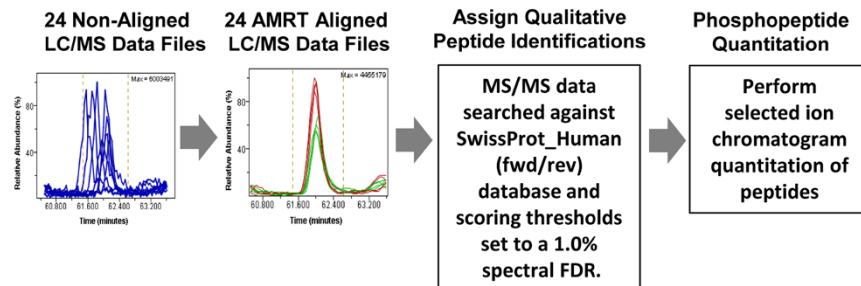 24 Non-Aligned
LC/MS Data Files
24 AMRT Aligned
LC/MS Data Files
Assign Qualitative
Peptide Identifications
Phosphopeptide
Quantitation
Max = 6003491
Relative Abundance (%)
80
40
60.800 61.600 62.400 63.200
Time (minutes)
Max = 4455179
Relative Abundance (%)
80
40
60.800 61.600 62.400 63.200
Time (minutes)
MS/MS data
searched against
SwissProt_Human
(fwd/rev)
database and
scoring thresholds
set to a 1.0%
spectral FDR.
Perform
selected ion
chromatogram
quantitation of
peptides